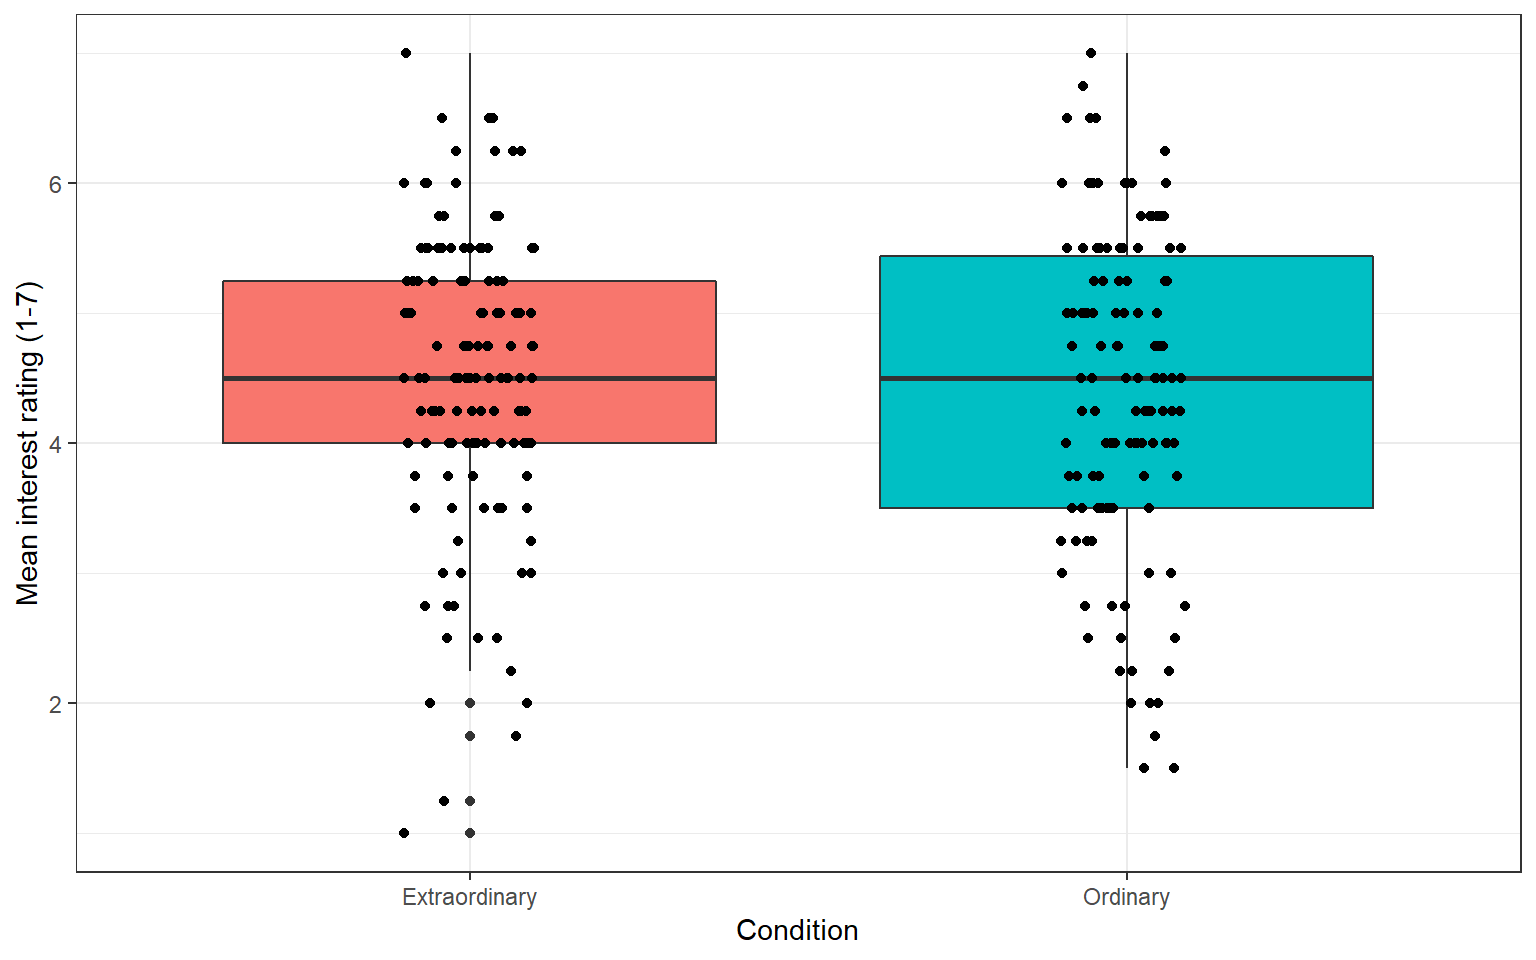 Mean interest rating (1-7)
6
4
2
Extraordinary
Ordinary
Condition